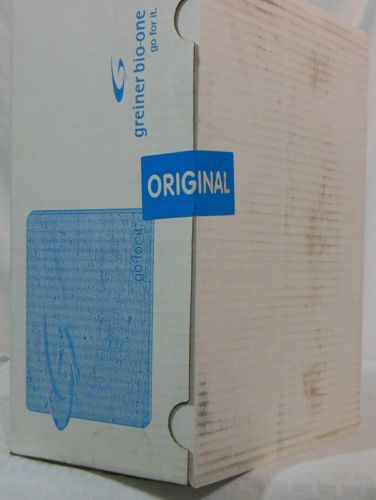 greiner bio-one
go for it.
ORIGINAL
go for it.